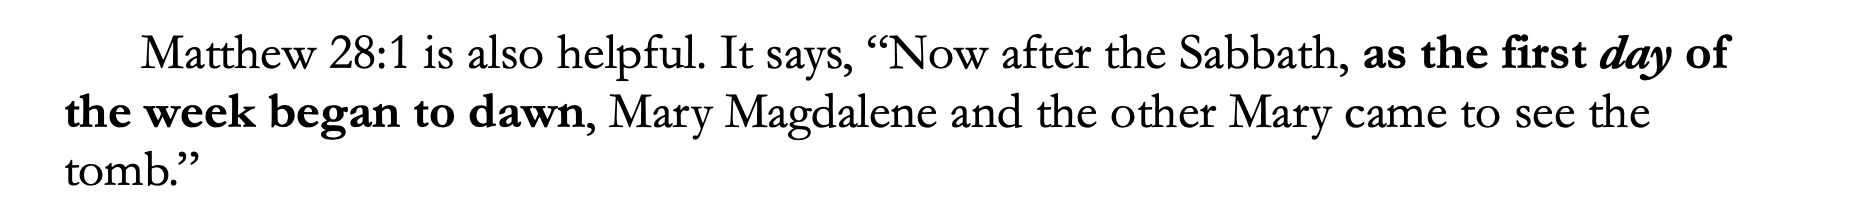 Matthew 28:1 is also helpful. It says, “Now after the Sabbath, as the first day of
the week began to dawn, Mary Magdalene and the other Mary came to see the
tomb.”